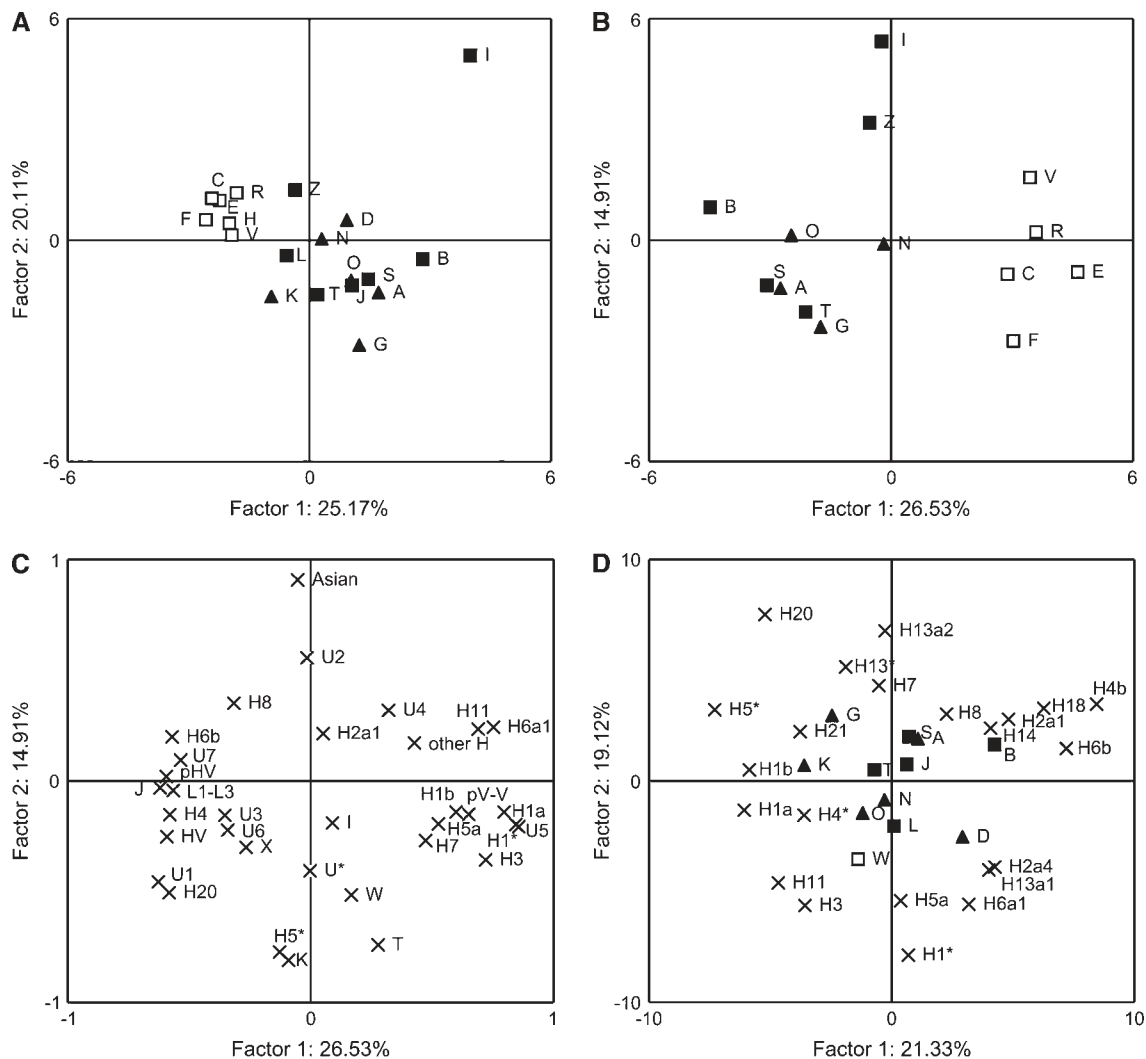 A
6
I
C
R
Z
E
F
H
D
V
N
0
L
O
S
B
K
T
J
A
G
-6
-6
0
6
Factor 1: 25.17%
Factor 2: 20.11%
B
6
I
Z
V
B
O
N
R
0
S
A
C
E
T
G
F
-6
-6
0
6
Factor 1: 26.53%
Factor 2: 14.91%
C
1
Asian
U2
H8
U4
H11
H6a1
H6b
H2a1
other H
U7
pHV
0
J
L1-L3
H1b
pV-V
H4
U3
H1a
HV
U6
I
H5a
U5
X
H7
H1*
H3
U1
U*
H20
W
H5*
K
T
-1
-1
0
1
Factor 1: 26.53%
Factor 2: 14.91%
D
10
H20
H13a2
H13*
H7
H4b
H5*
G
H8
H18
H2a1
H21
S
A
H14
B
H6b
K
T
J
H1b
0
N
H1a
H4*
O
L
D
W
H2a4
H11
H13a1
H3
H5a
H6a1
H1*
-10
-10
0
10
Factor 1: 21.33%
Factor 2: 19.12%